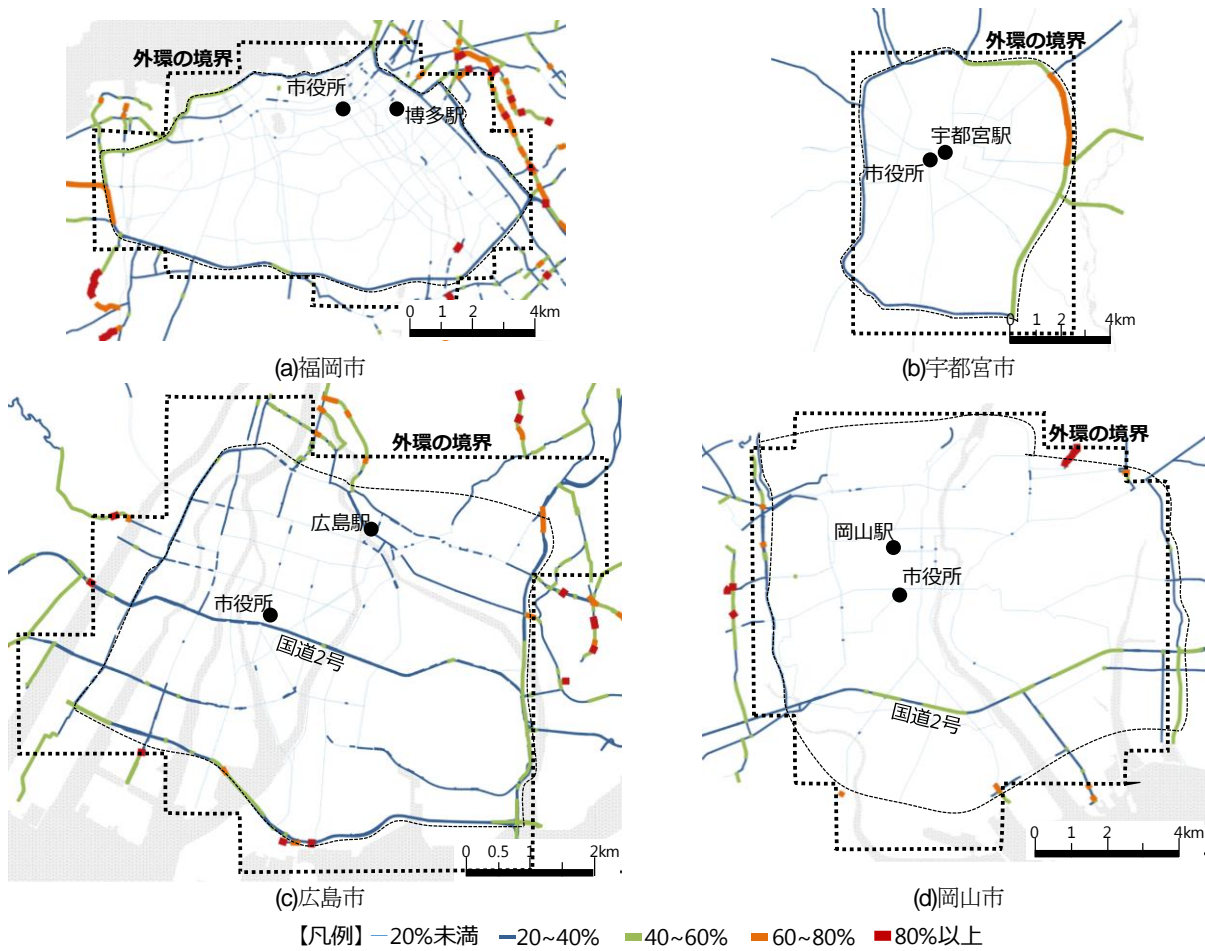 外環の境界
市役所
博多駅
0 1 2 4km
(a)福岡市
外環の境界
宇都宮駅
市役所
0 1 2 4km
(b)宇都宮市
外環の境界
広島駅
市役所
国道2号
0 0.5 1 2km
(c)広島市
外環の境界
岡山駅
市役所
国道2号
0 1 2 4km
(d)岡山市
【凡例】 20%未満 20~40% 40~60% 60~80% 80%以上